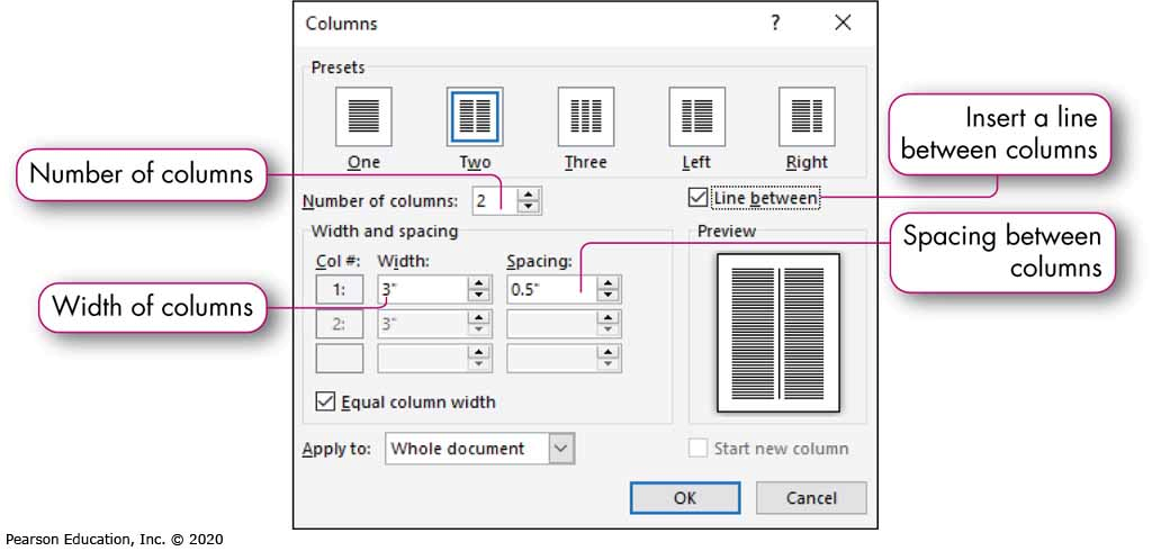 Columns ?
Presets
One Two Three Left Right
Insert a line
between columns
Number of columns
Number of columns: 2
Line between
Width and spacing
Preview
Spacing between
columns
Col #: Width: Spacing:
1: 3" 0.5"
Width of columns
2: 3"
Equal column width
Apply to: Whole document
Start new column
OK Cancel
Pearson Education, Inc. © 2020